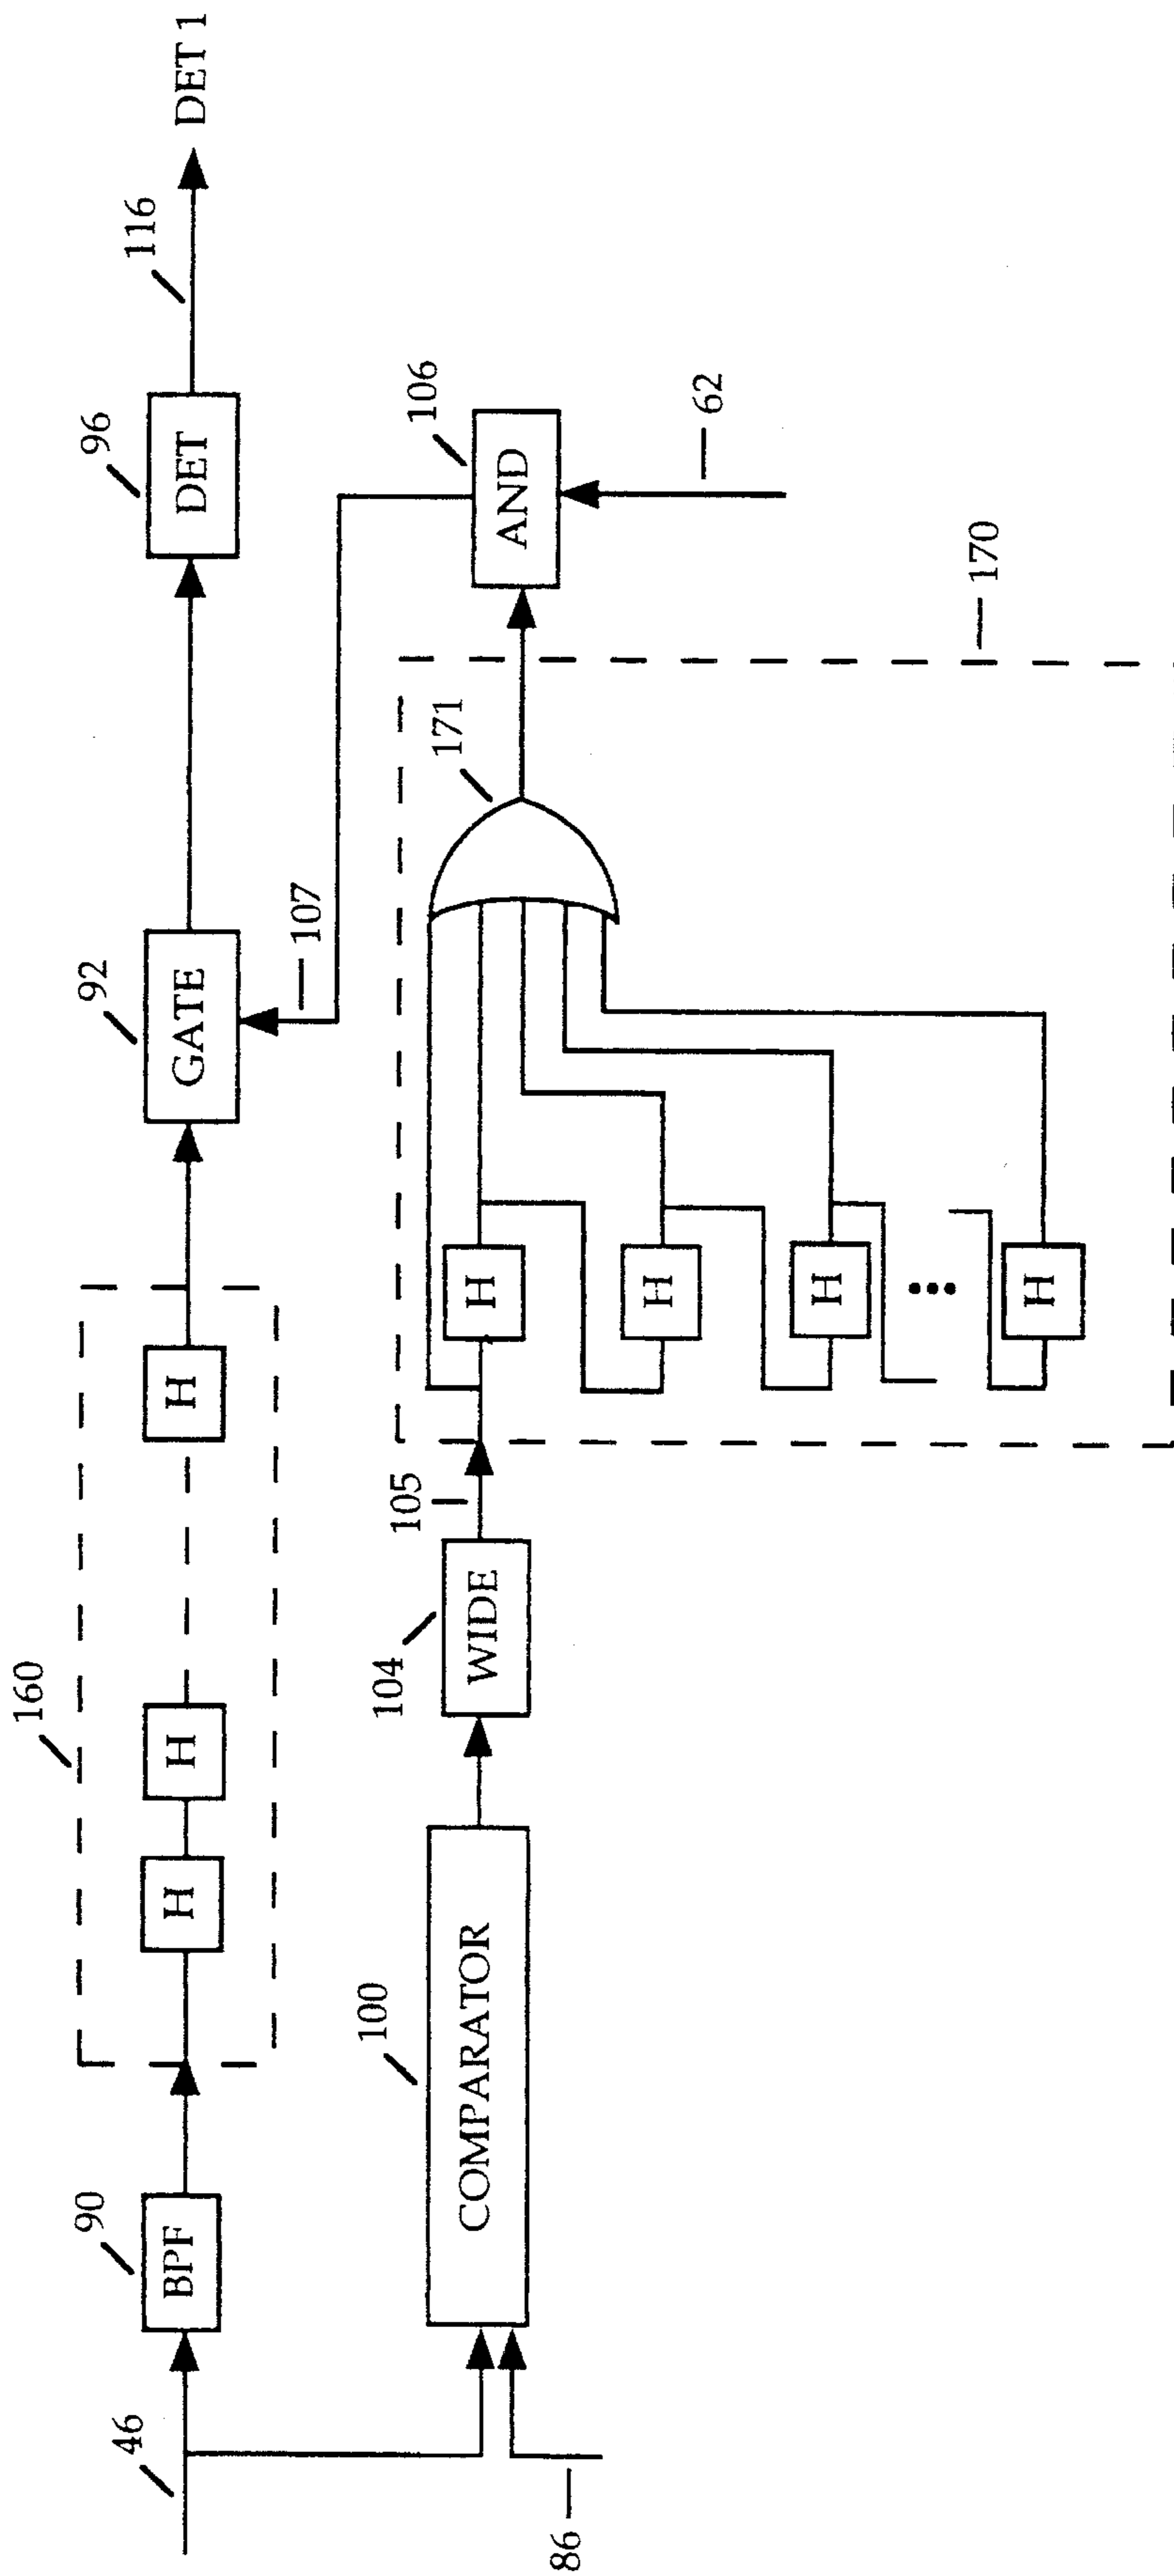 46
90
BPF
160
H
H
H
92
GATE
96
DET
116
DET 1
107
86
100
COMPARATOR
104
WIDE
105
H
H
H
H
171
106
AND
62
170